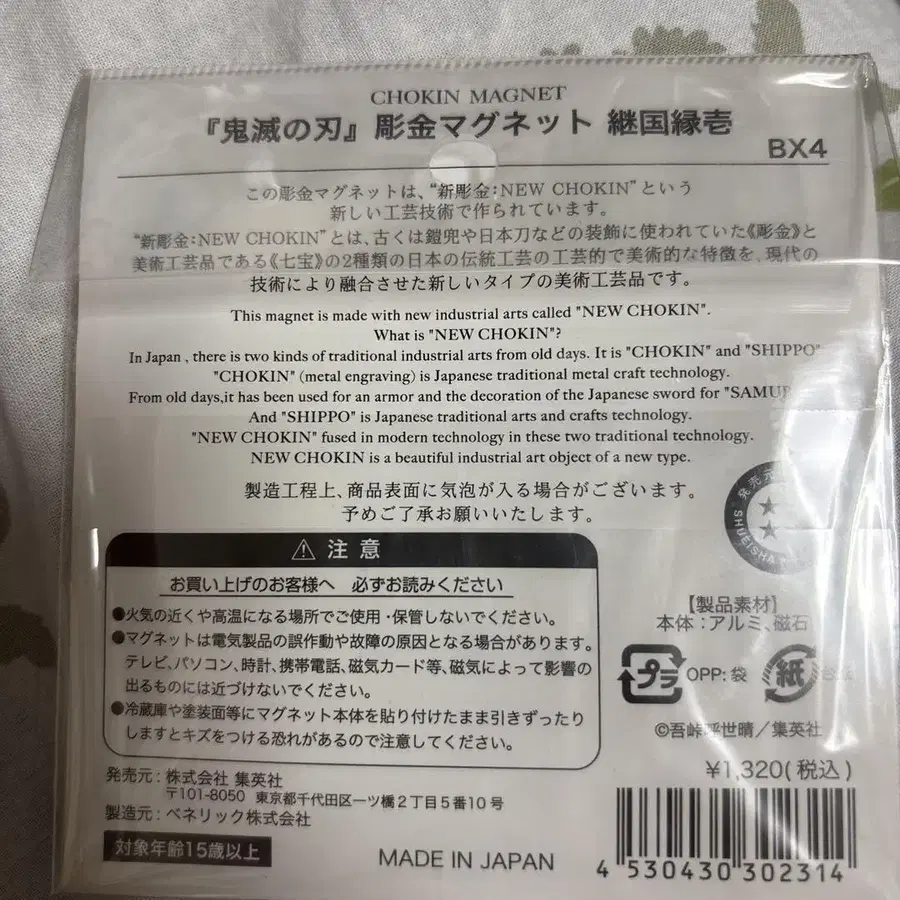 CHOKIN MAGNET
『鬼滅の刃』彫金マグネット 継国縁壱
BX4
この彫金マグネットは、“新彫金:NEW CHOKIN”という
新しい工芸技術で作られています。
“新彫金:NEW CHOKIN”とは、古くは鎧兜や日本刀などの装飾に使われていた《彫金》と
美術工芸品である《七宝》の2種類の日本の伝統工芸の工芸的で美術的な特徴を、現代の
技術により融合させた新しいタイプの美術工芸品です。
This magnet is made with new industrial arts called "NEW CHOKIN".
What is "NEW CHOKIN"?
In Japan , there is two kinds of traditional industrial arts from old days. It is "CHOKIN" and "SHIPPO"
"CHOKIN" (metal engraving) is Japanese traditional metal craft technology.
From old days,it has been used for an armor and the decoration of the Japanese sword for
And "SHIPPO" is Japanese traditional arts and crafts technology.
"NEW CHOKIN" fused in modern technology in these two traditional technology.
NEW CHOKIN is a beautiful industrial art object of a new type.
製造工程上、商品表面に気泡が入る場合がございます。
予めご了承お願いいたします。
発売元
SHUEISHA
⚠ 注意
お買い上げのお客様へ 必ずお読みください
●火気の近くや高温になる場所でご使用・保管しないでください。
●マグネットは電気製品の誤作動や故障の原因となる場合があります。
テレビ、パソコン、時計、携帯電話、磁気カード等、磁気によって影響の
出るものには近づけないでください。
●冷蔵庫や塗装面等にマグネット本体を貼り付けたまま引きずったり
しますとキズをつける恐れがあるので注意してください。
【製品素材】
本体:アルミ、磁石
プラ OPP:袋 紙
©吾峠呼世晴/集英社
¥1,320(税込)
発売元:株式会社 集英社
〒101-8050 東京都千代田区一ツ橋2丁目5番10号
製造元:ベネリック株式会社
対象年齢15歳以上
MADE IN JAPAN
4 530430 302314